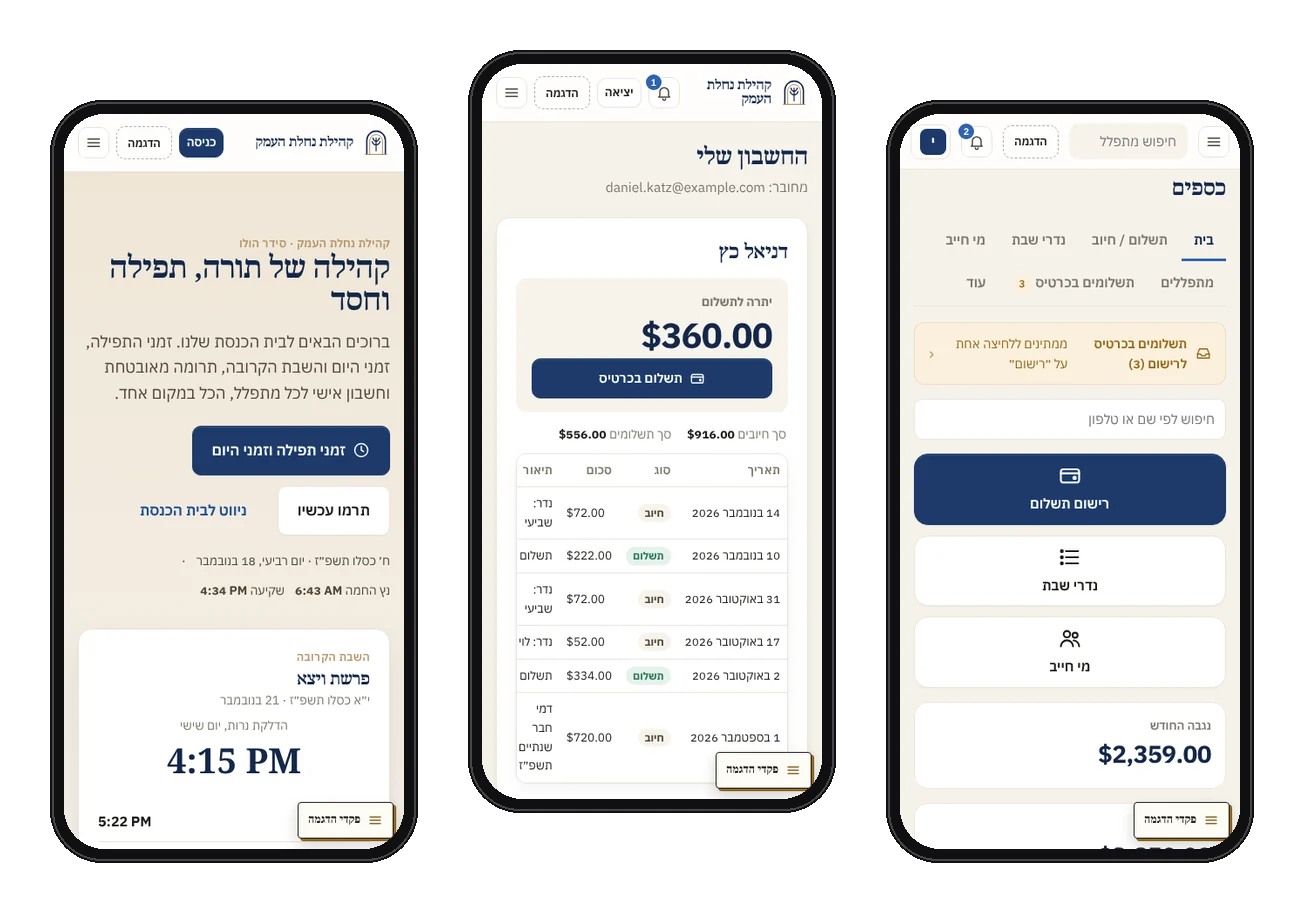 קהילת נחלת העמק
כניסה
הדגמה
קהילת נחלת העמק · סידר הולו
קהילה של תורה, תפילה
וחסד
ברוכים הבאים לבית הכנסת שלנו. זמני התפילה,
זמני היום והשבת הקרובה, תרומה מאובטחת
וחשבון אישי לכל מתפלל, הכל במקום אחד.
זמני תפילה וזמני היום
תרמו עכשיו
ניווט לבית הכנסת
ח׳ כסלו תשפ״ז · יום רביעי, 18 בנובמבר ·
נץ החמה 6:43 AM שקיעה 4:34 PM
השבת הקרובה
פרשת ויצא
י״א כסלו תשפ״ז · 21 בנובמבר
הדלקת נרות, יום שישי
4:15 PM
5:22 PM
פקדי הדגמה
קהילת נחלת
העמק
1
יציאה
הדגמה
החשבון שלי
מחובר: daniel.katz@example.com
דניאל כץ
יתרה לתשלום
$360.00
תשלום בכרטיס
סך חיובים $916.00 סך תשלומים $556.00
תאריך סוג סכום תיאור
14 בנובמבר 2026 חיוב $72.00 נדר:
שביעי
10 בנובמבר 2026 תשלום $222.00 תשלום
31 באוקטובר 2026 חיוב $72.00 נדר:
שביעי
17 באוקטובר 2026 חיוב $52.00 נדר: לוי
2 באוקטובר 2026 תשלום $334.00 תשלום
1 בספטמבר 2026 חיוב $720.00 דמי
חבר
שנתיים
תשפ״ז
פקדי הדגמה
חיפוש מתפלל
הדגמה
2
י
כספים
בית
תשלום / חיוב
נדרי שבת
מי חייב
מתפללים
תשלומים בכרטיס 3
עוד
תשלומים בכרטיס
לרישום (3)
ממתינים ללחיצה אחת
על ״רישום״
חיפוש לפי שם או טלפון
רישום תשלום
נדרי שבת
מי חייב
נגבה החודש
$2,359.00
פקדי הדגמה